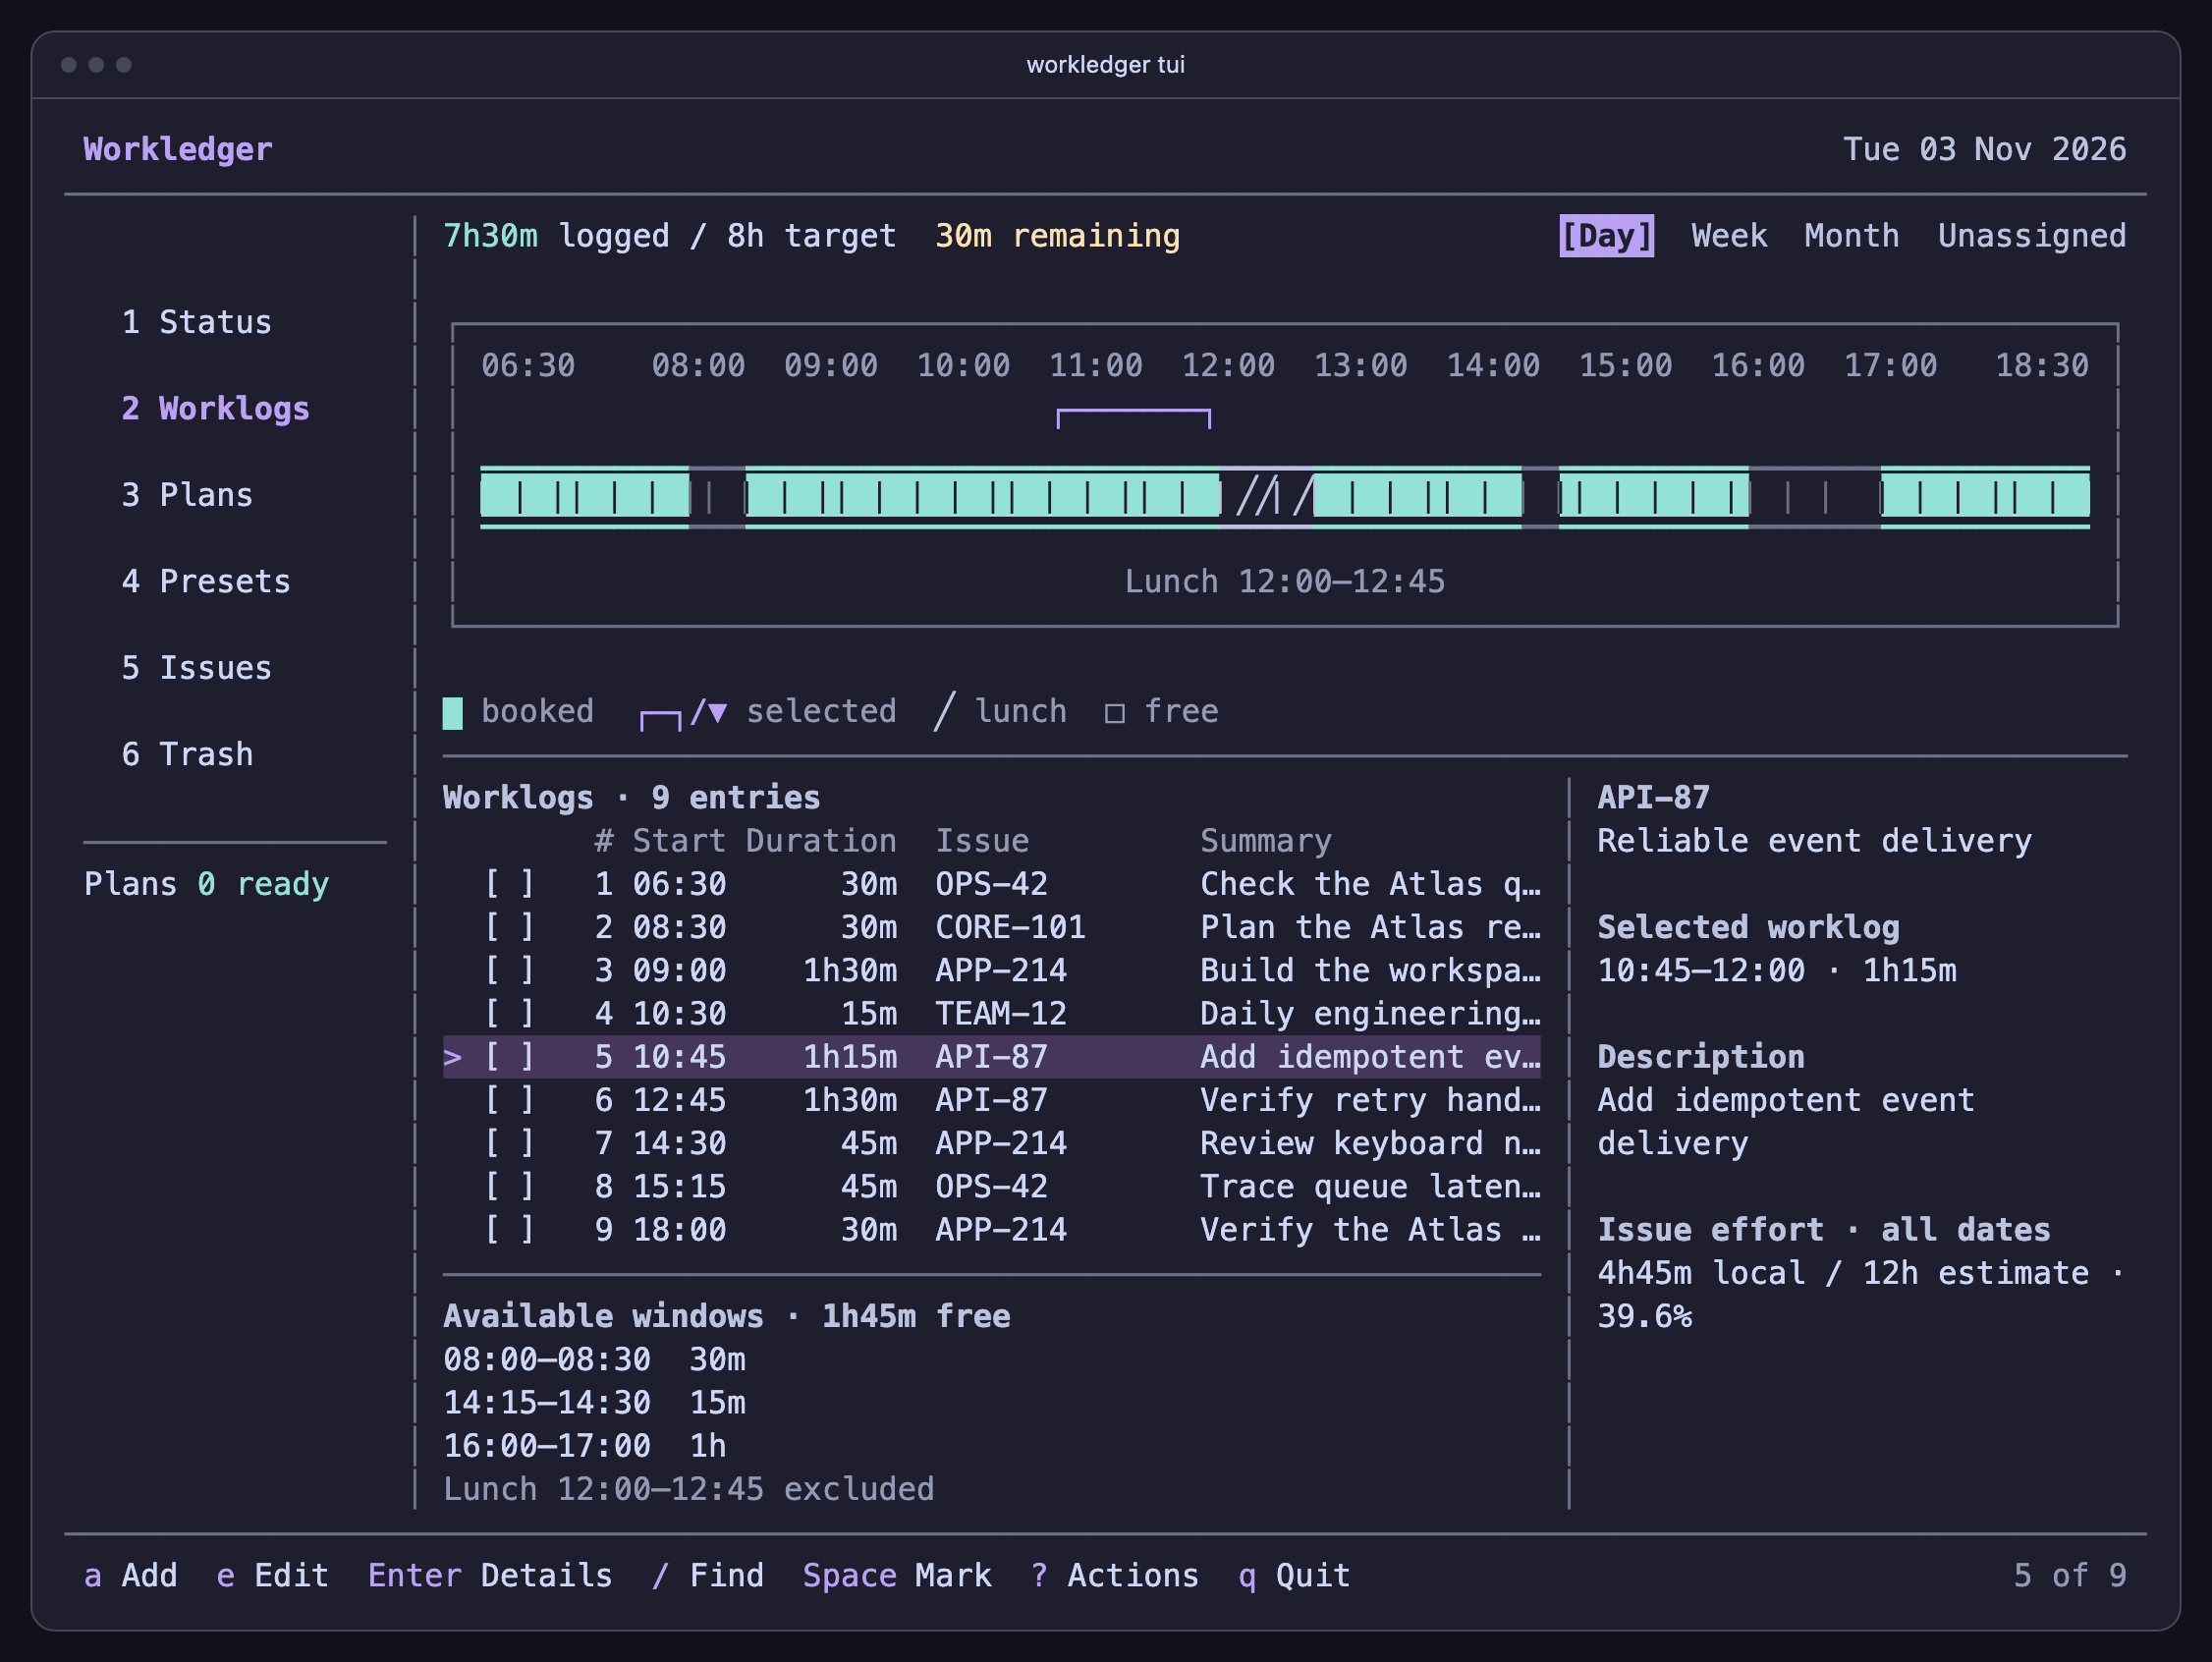 workledger tui
Workledger Tue 03 Nov 2026
7h30m logged / 8h target 30m remaining [Day] Week Month Unassigned
1 Status
2 Worklogs
3 Plans
4 Presets
5 Issues
6 Trash
Plans 0 ready
06:30 08:00 09:00 10:00 11:00 12:00 13:00 14:00 15:00 16:00 17:00 18:30
Lunch 12:00–12:45
booked ┌─┐/▼ selected ╱ lunch □ free
Worklogs · 9 entries
# Start Duration Issue Summary
[ ] 1 06:30 30m OPS-42 Check the Atlas q…
[ ] 2 08:30 30m CORE-101 Plan the Atlas re…
[ ] 3 09:00 1h30m APP-214 Build the workspa…
[ ] 4 10:30 15m TEAM-12 Daily engineering…
> [ ] 5 10:45 1h15m API-87 Add idempotent ev…
[ ] 6 12:45 1h30m API-87 Verify retry hand…
[ ] 7 14:30 45m APP-214 Review keyboard n…
[ ] 8 15:15 45m OPS-42 Trace queue laten…
[ ] 9 18:00 30m APP-214 Verify the Atlas …
Available windows · 1h45m free
08:00–08:30 30m
14:15–14:30 15m
16:00–17:00 1h
Lunch 12:00–12:45 excluded
API-87
Reliable event delivery
Selected worklog
10:45–12:00 · 1h15m
Description
Add idempotent event
delivery
Issue effort · all dates
4h45m local / 12h estimate ·
39.6%
a Add e Edit Enter Details / Find Space Mark ? Actions q Quit 5 of 9